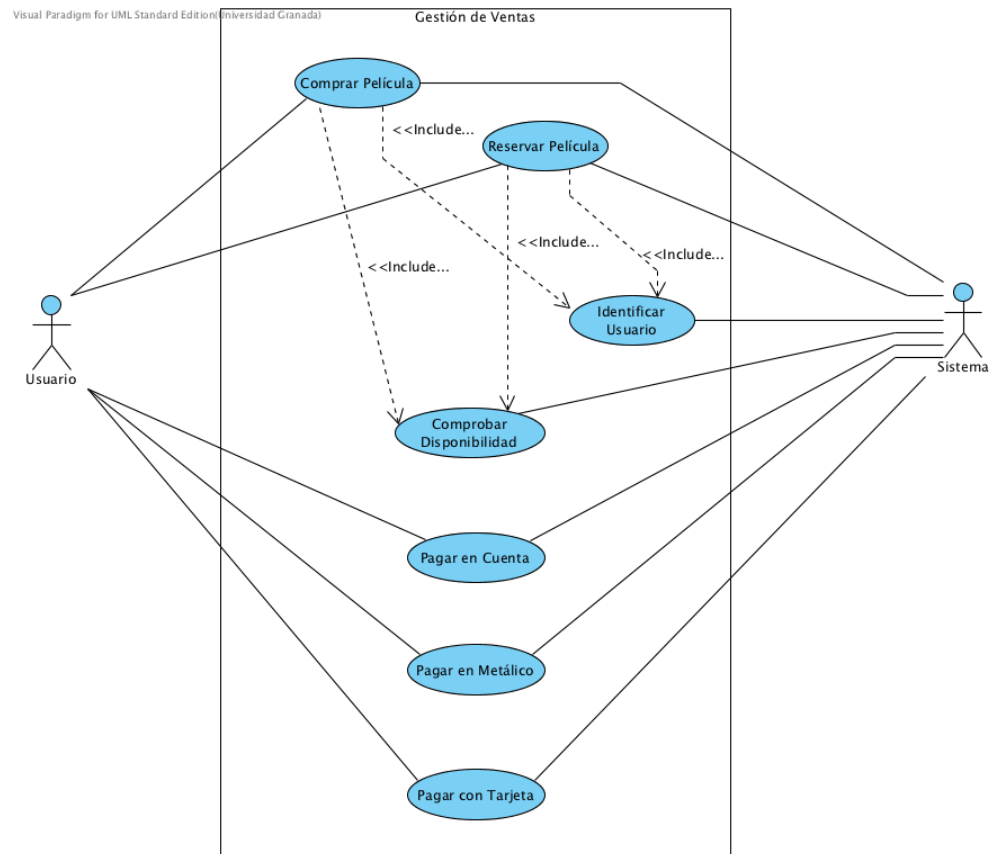 Visual Paradigm for UML Standard Edition(Universidad Granada)
Gestión de Ventas
Comprar Película
<<Include...
Reservar Película
<<Include...
<<Include...
<<Include...
Identificar
Usuario
Usuario
Sistema
Comprobar
Disponibilidad
Pagar en Cuenta
Pagar en Metálico
Pagar con Tarjeta